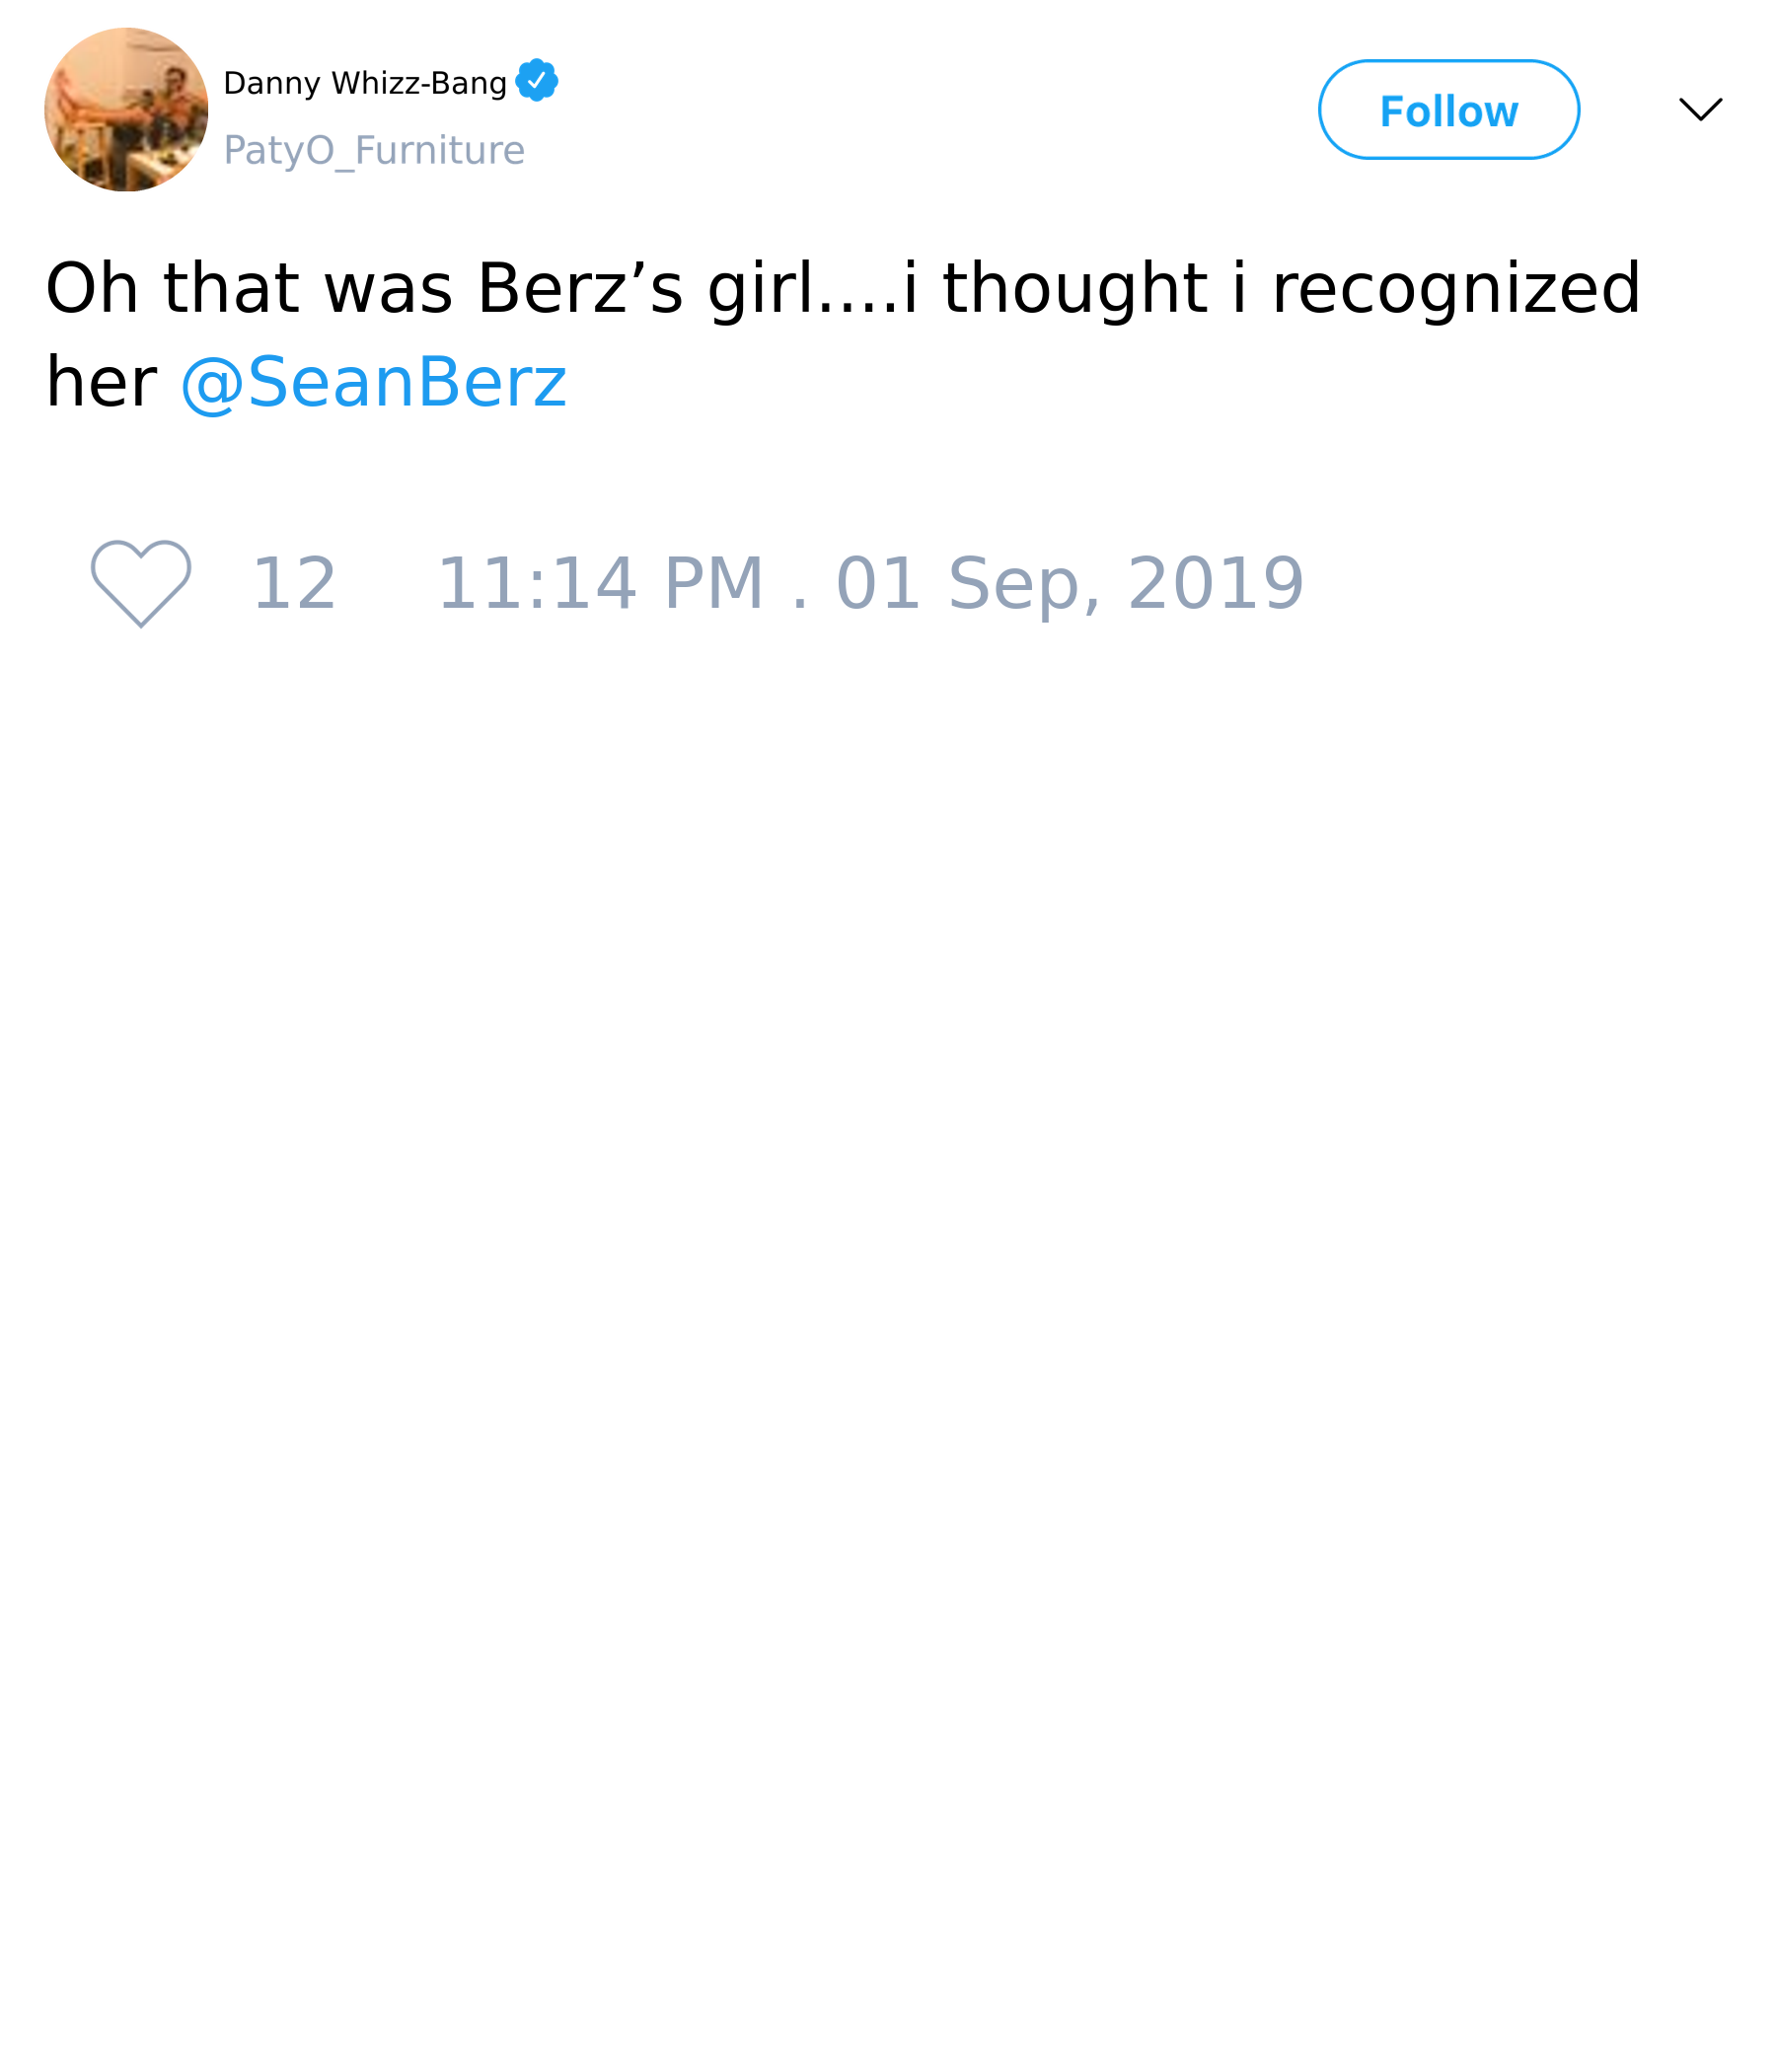 Danny Whizz-Bang
PatyO_Furniture
Follow
Oh that was Berz’s girl....i thought i recognized
her @SeanBerz
12 11:14 PM . 01 Sep, 2019